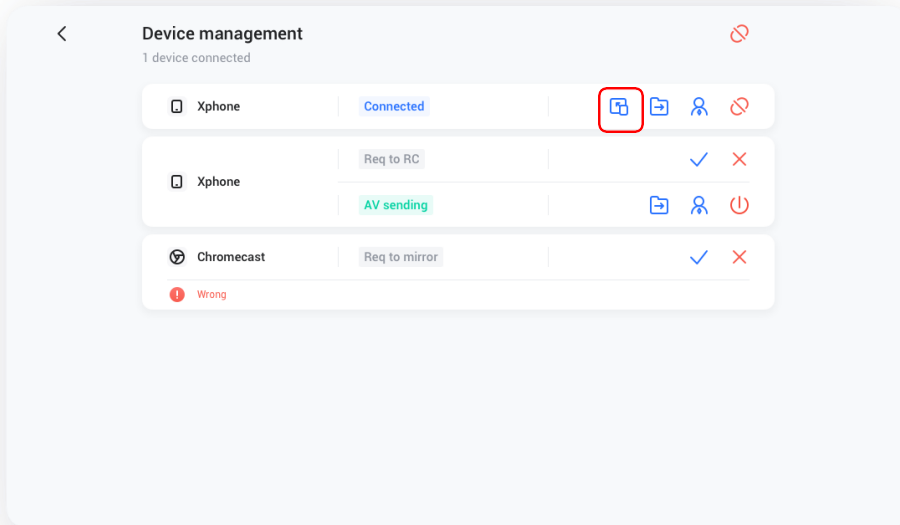 Device management
1 device connected
Xphone
Connected
Xphone
Req to RC
AV sending
Chromecast
Req to mirror
Wrong